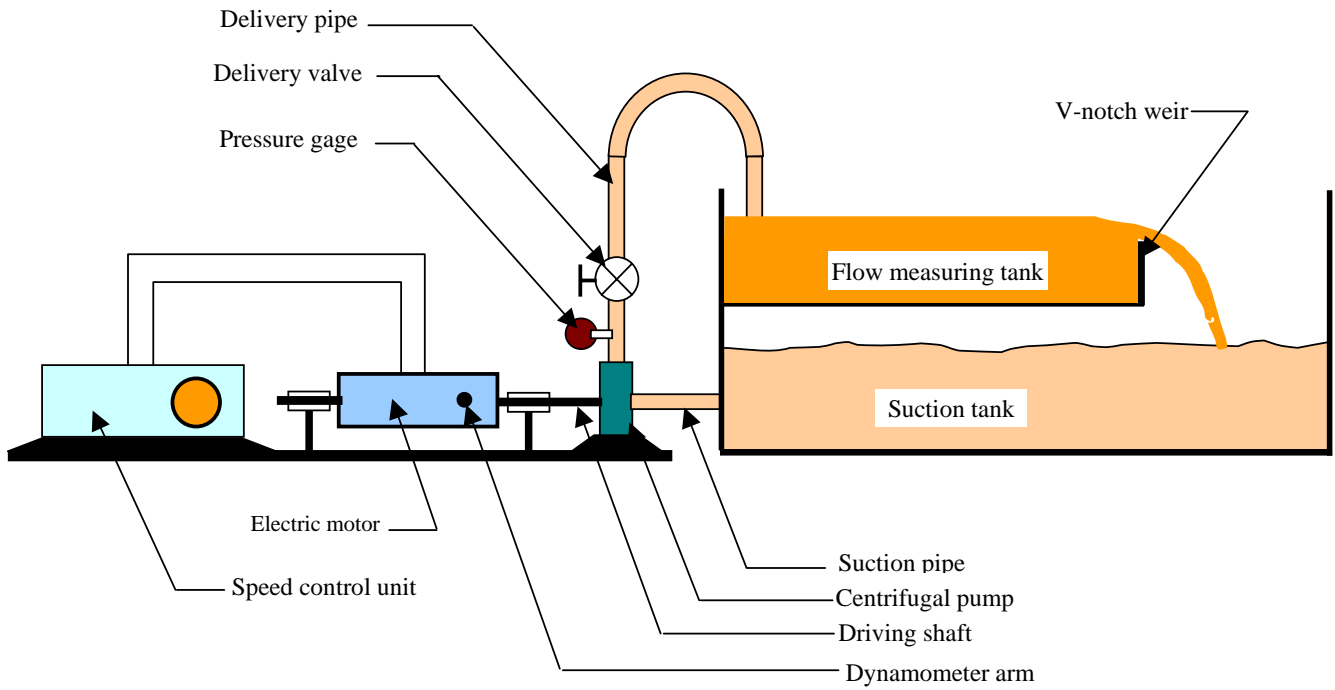 Delivery pipe
Delivery valve
V-notch weir
Pressure gage
Flow measuring tank
Suction tank
Electric motor
Suction pipe
Speed control unit
Centrifugal pump
Driving shaft
Dynamometer arm